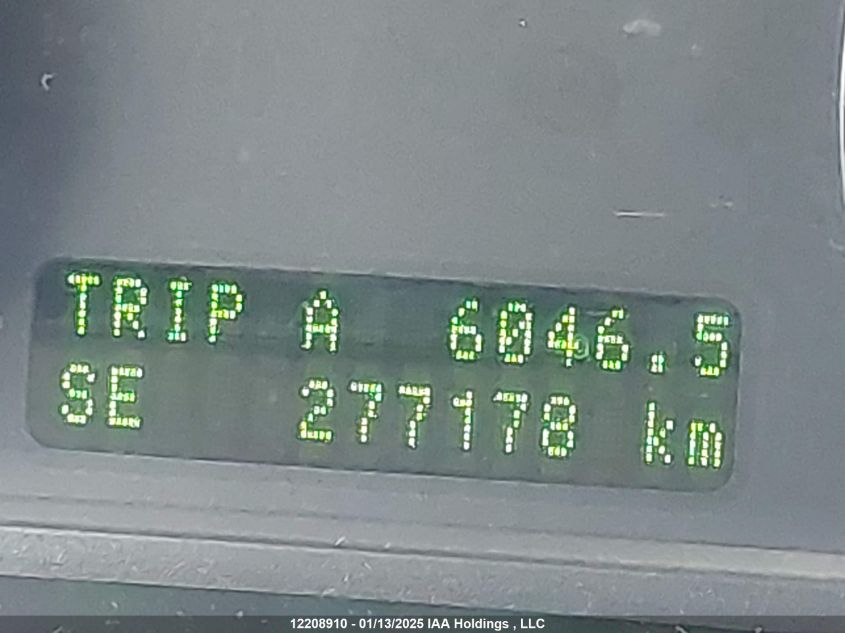 TRIP A 6046.5
SE 277178 km
12208910 - 01/13/2025 IAA Holdings , LLC